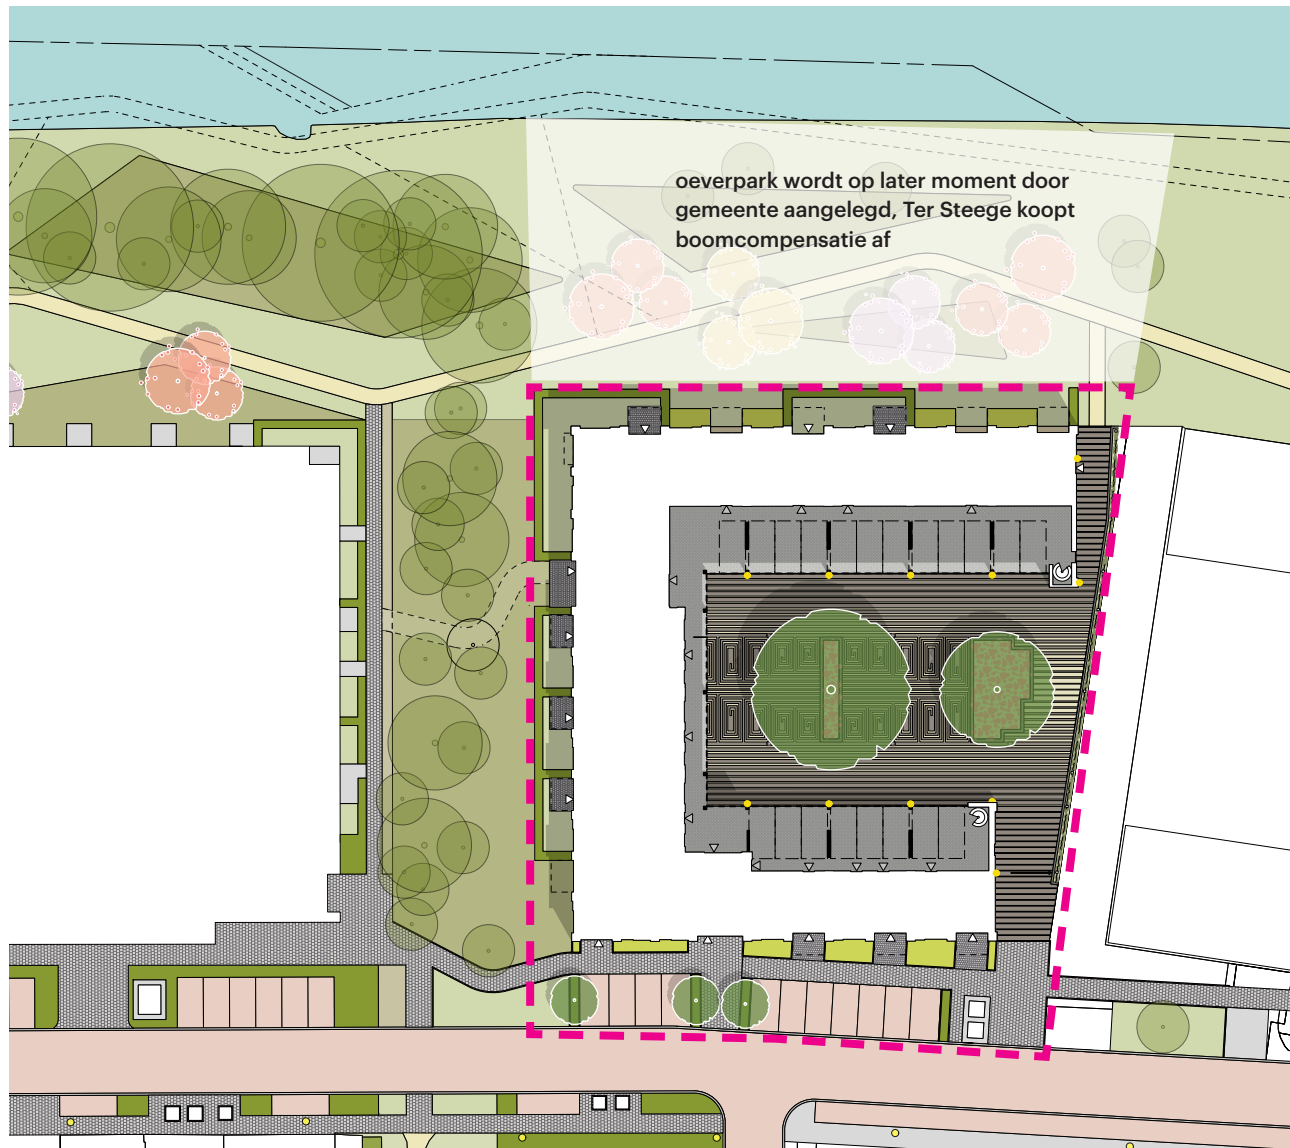 oeverpark wordt op later moment door
gemeente aangelegd, Ter Steege koopt
boomcompensatie af